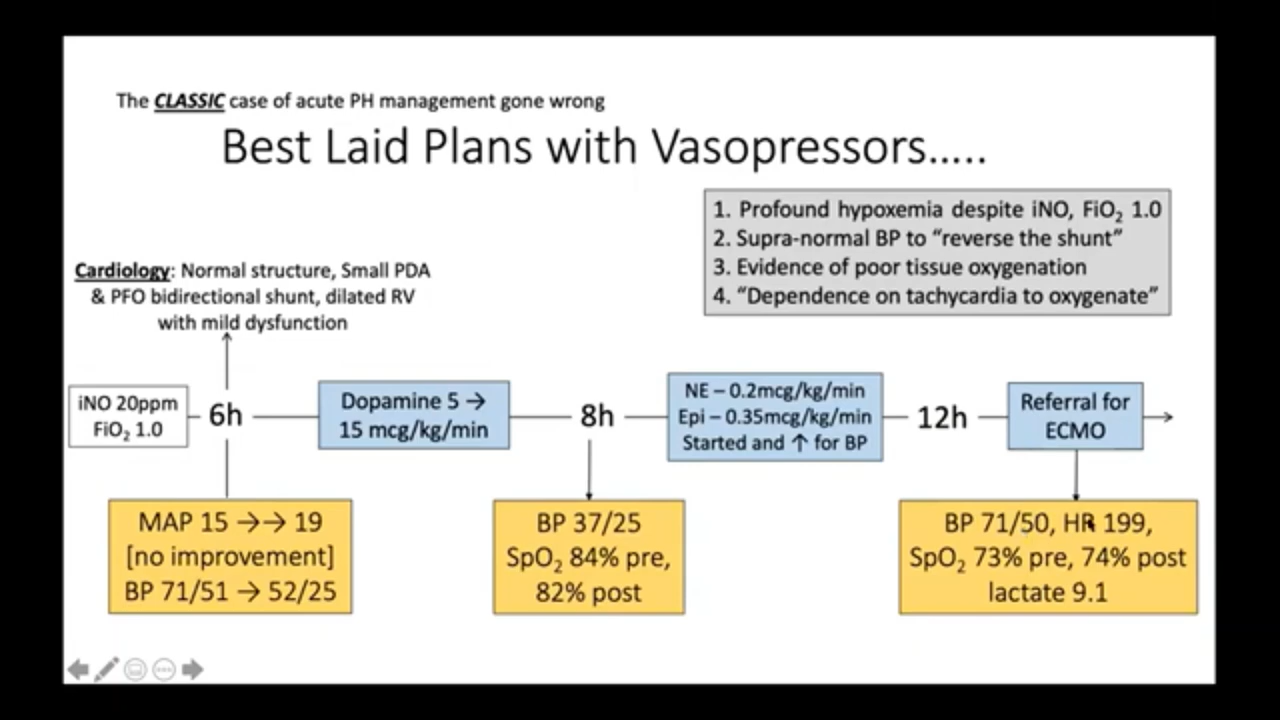 The CLASSIC case of acute PH management gone wrong
Best Laid Plans with Vasopressors.....
1. Profound hypoxemia despite iNO, FiO₂ 1.0
2. Supra-normal BP to “reverse the shunt”
3. Evidence of poor tissue oxygenation
4. “Dependence on tachycardia to oxygenate”
Cardiology: Normal structure, Small PDA
& PFO bidirectional shunt, dilated RV
with mild dysfunction
iNO 20ppm
FiO₂ 1.0
6h
Dopamine 5 →
15 mcg/kg/min
8h
NE – 0.2mcg/kg/min
Epi – 0.35mcg/kg/min
Started and ↑ for BP
12h
Referral for
ECMO
MAP 15 →→ 19
[no improvement]
BP 71/51 → 52/25
BP 37/25
SpO₂ 84% pre,
82% post
BP 71/50, HR 199,
SpO₂ 73% pre, 74% post
lactate 9.1